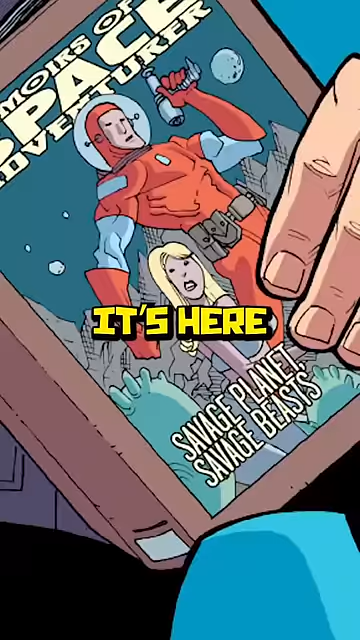 MOIRS OF
SPACE
ADVENTURER
IT'S HERE
SAVAGE PLANET,
SAVAGE BEASTS